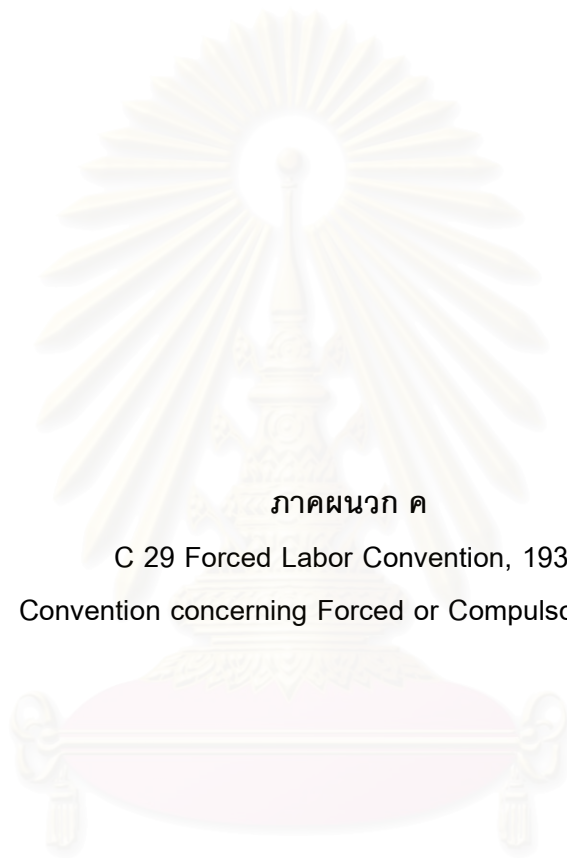 ภาคผนวก ค
C 29 Forced Labor Convention, 193
Convention concerning Forced or Compulso